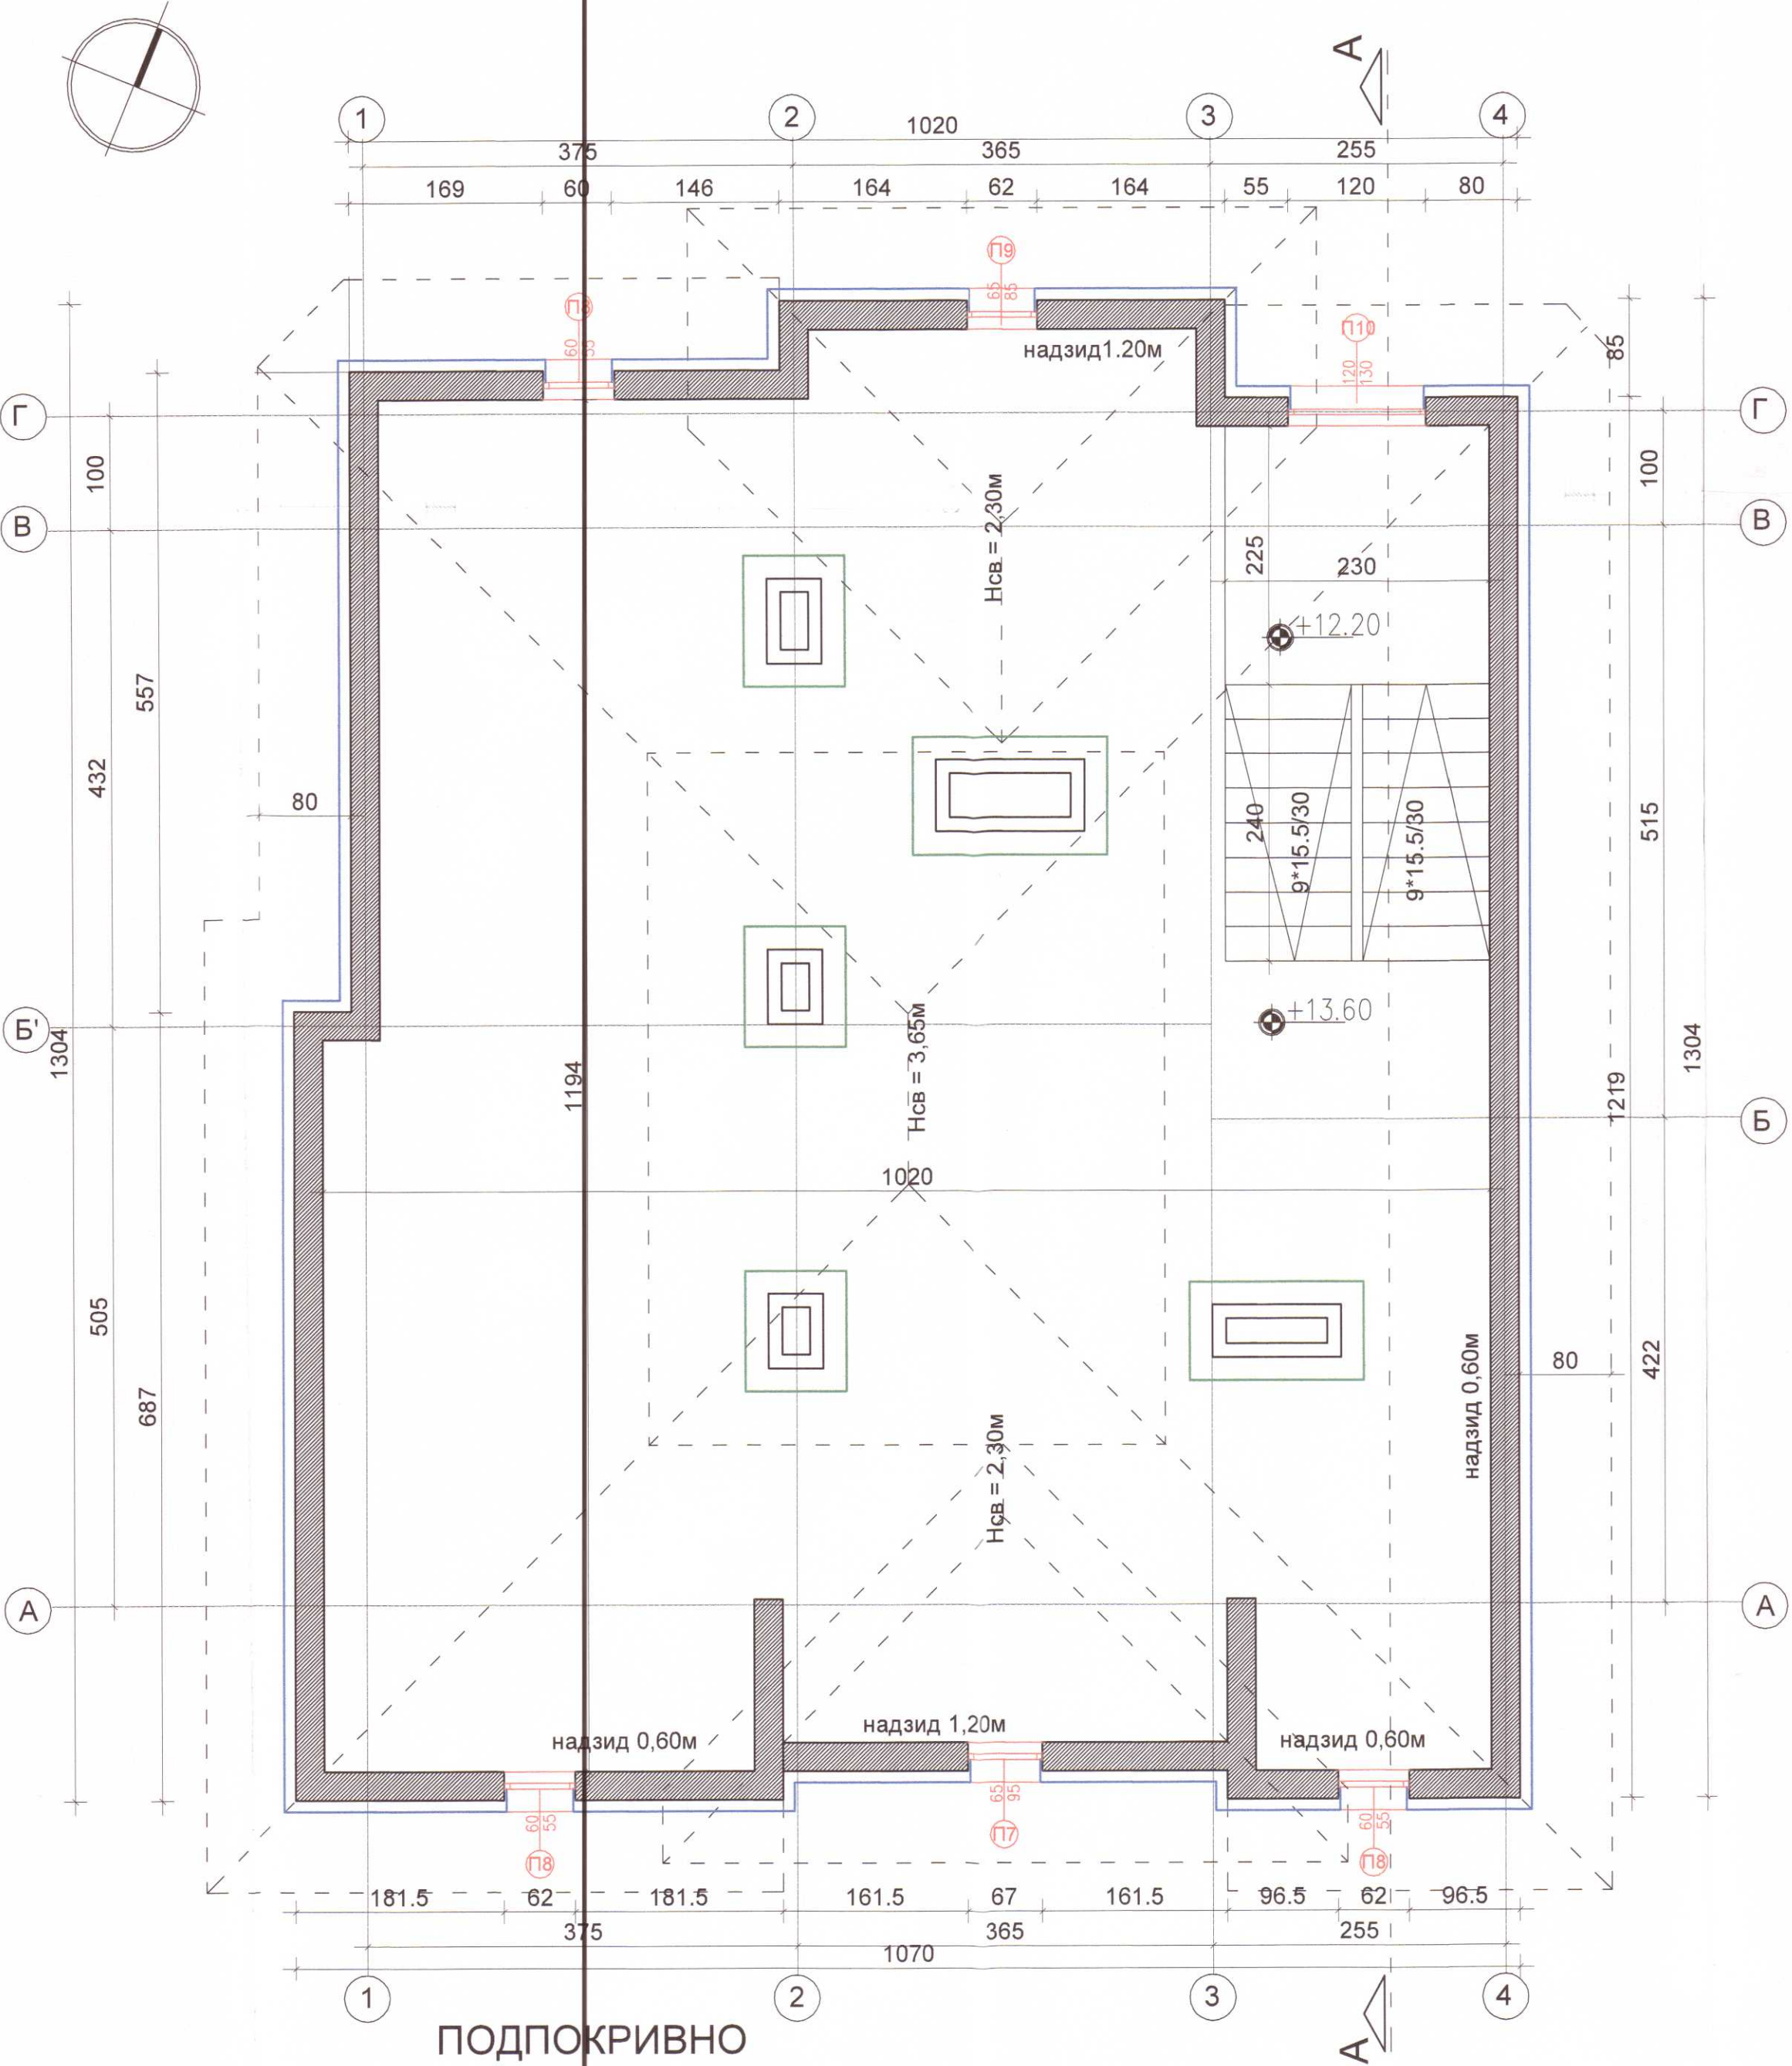 A
1
2
3
4
1020
375
365
255
169
60
146
164
62
164
55
120
80
П9
65
85
П8
60
55
П10
120
130
надзид1.20м
85
Г
Г
100
100
В
В
Нсв = 2,30м
225
230
+12.20
557
432
80
240
9*15.5/30
9*15.5/30
515
+13.60
Б'
1304
1194
Нсв = 3,65м
1304
1219
Б
1020
505
687
80
422
надзид 0,60м
Нсв = 2,30м
А
А
надзид 0,60м
надзид 1,20м
надзид 0,60м
60
55
П8
65
95
П7
60
55
П8
181.5
62
181.5
161.5
67
161.5
96.5
62
96.5
375
365
255
1070
1
2
3
4
A
ПОДПОКРИВНО